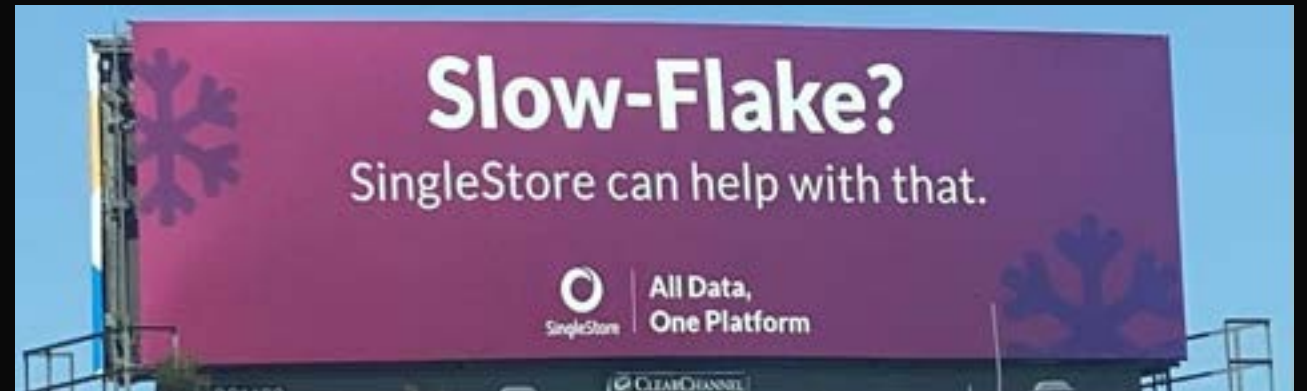 Slow-Flake?
SingleStore can help with that.
SingleStore
All Data,
One Platform
CLEARCHANNEL